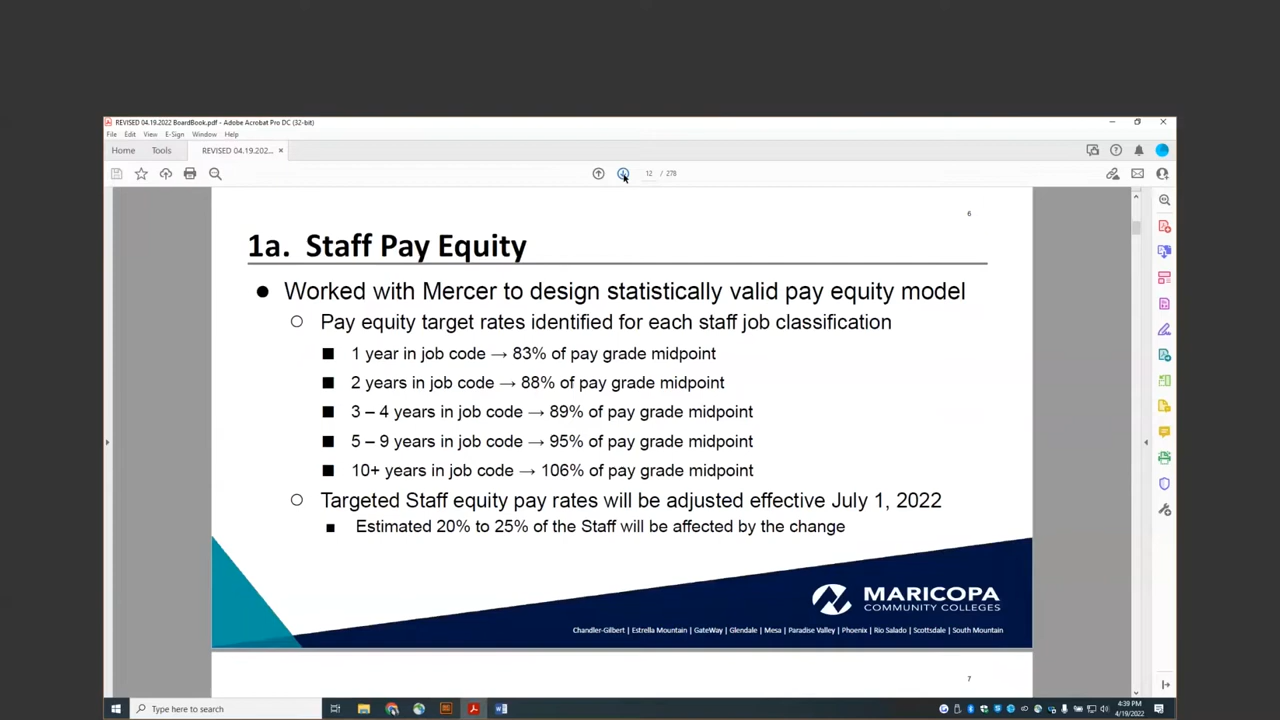 REVISED 04.19.2022 BoardBook.pdf - Adobe Acrobat Pro DC (32-bit)
File Edit View E-Sign Window Help
Home Tools REVISED 04.19.202... ×
12 / 278
6
1a. Staff Pay Equity
● Worked with Mercer to design statistically valid pay equity model
○ Pay equity target rates identified for each staff job classification
■ 1 year in job code → 83% of pay grade midpoint
■ 2 years in job code → 88% of pay grade midpoint
■ 3 – 4 years in job code → 89% of pay grade midpoint
■ 5 – 9 years in job code → 95% of pay grade midpoint
■ 10+ years in job code → 106% of pay grade midpoint
○ Targeted Staff equity pay rates will be adjusted effective July 1, 2022
■ Estimated 20% to 25% of the Staff will be affected by the change
MARICOPA
COMMUNITY COLLEGES
Chandler-Gilbert | Estrella Mountain | GateWay | Glendale | Mesa | Paradise Valley | Phoenix | Rio Salado | Scottsdale | South Mountain
7
Type here to search
4:39 PM
4/19/2022